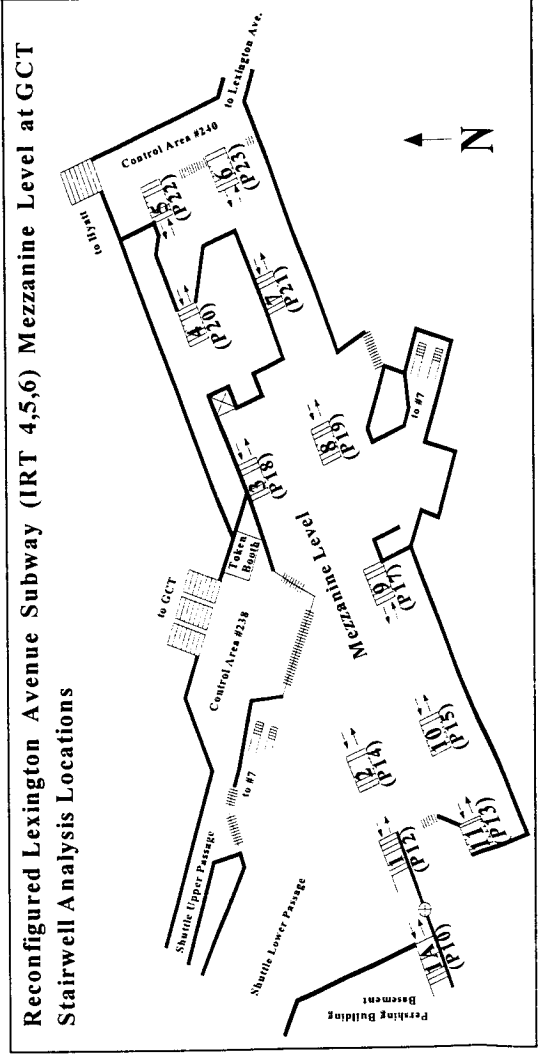 Reconfigured Lexington Avenue Subway (IRT 4,5,6) Mezzanine Level at GCT
Stairwell Analysis Locations
to Hyatt
Control Area #240
to Lexington Ave.
5
(P22)
6
(P23)
4
(P20)
7
(P21)
3
(P18)
8
(P19)
to GCT
Token
Booth
Control Area #238
Mezzanine Level
to #7
9
(P17)
to #7
Shuttle Upper Passage
Shuttle Lower Passage
2
(P14)
10
(P15)
1
(P12)
11
(P13)
1A
(P10)
Pershing Building
Basement
N